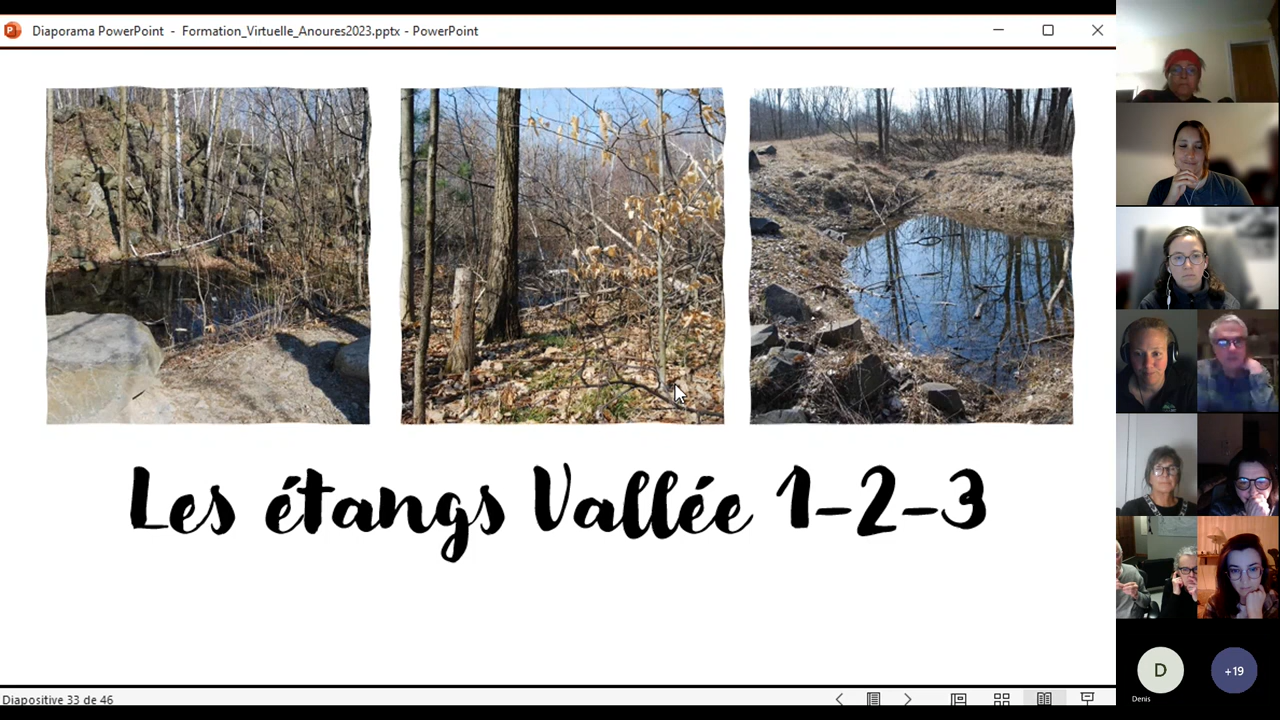 Diaporama PowerPoint - Formation_Virtuelle_Anoures2023.pptx - PowerPoint
Les étangs Vallée 1-2-3
D
+19
Denis
Diapositive 33 de 46